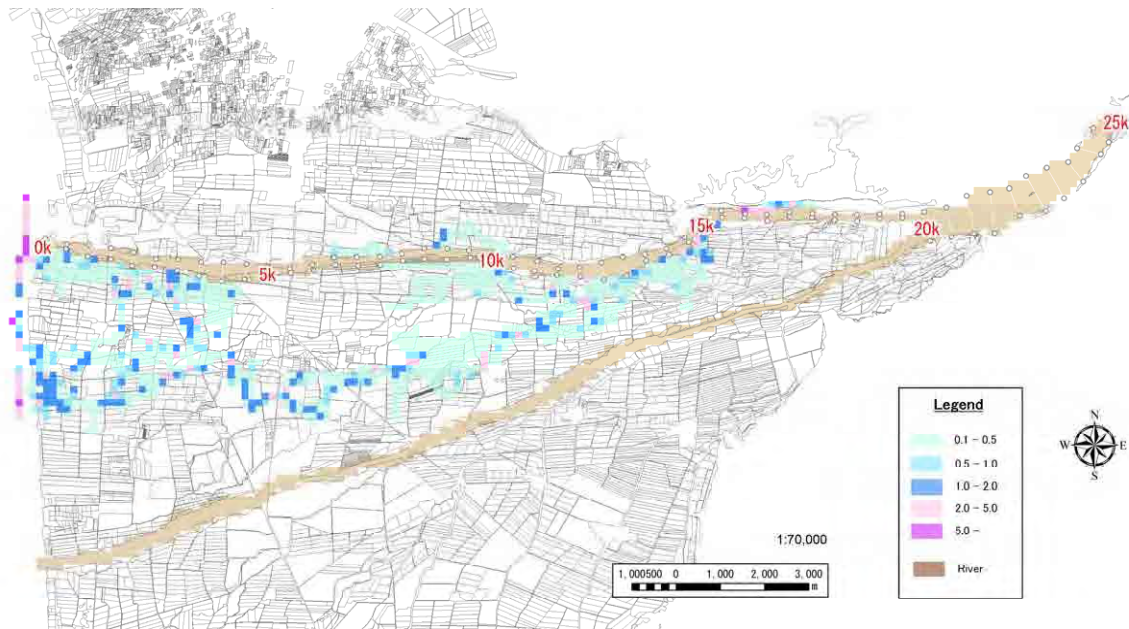 25k
15k
20k
0k
5k
10k
Legend
0.1 - 0.5
0.5 - 1.0
1.0 - 2.0
2.0 - 5.0
5.0 -
River
N
W
E
S
1:70,000
1,000500 0 1,000 2,000 3,000
m